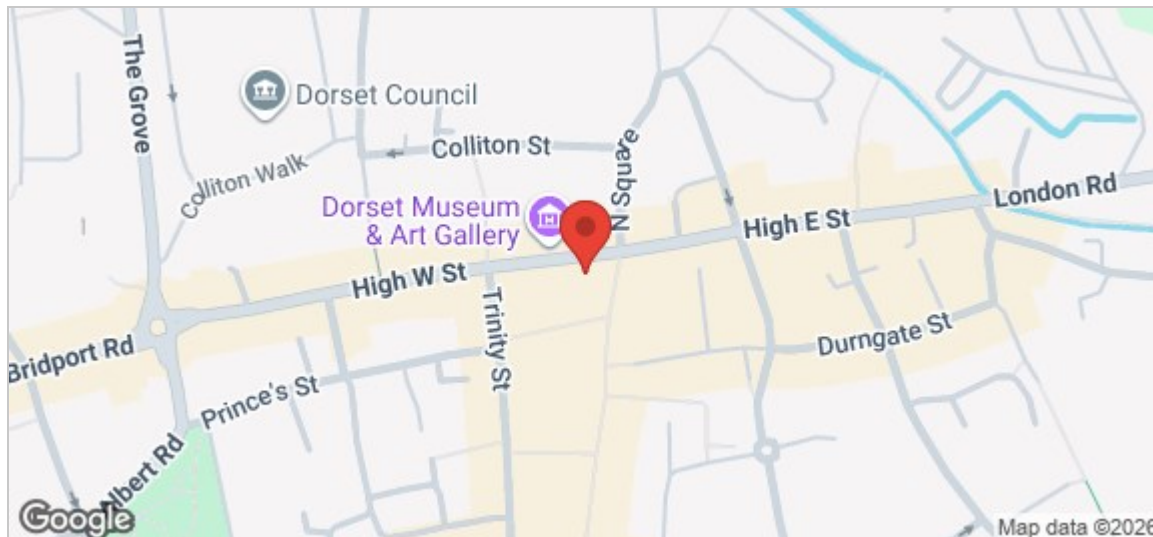 The Grove
Dorset Council
Colliton St
N Square
Colliton Walk
London Rd
Dorset Museum
& Art Gallery
High E St
High W St
Trinity St
Durngate St
Bridport Rd
Prince's St
Albert Rd
Google
Map data ©2026